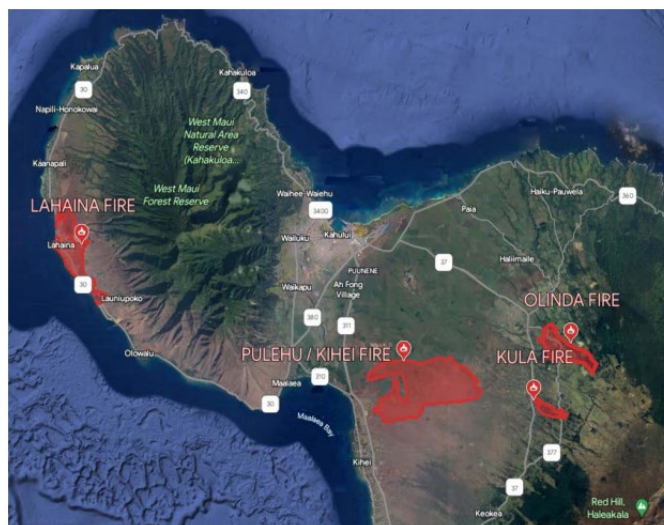 Kapalua
30
Kahakuloa
340
Napili-Honokowai
West Maui
Natural Area
Reserve
(Kahakuloa...
Kaanapali
West Maui
Forest Reserve
Waihee-Waiehu
Haiku-Pauwela
360
LAHAINA FIRE
3400
Paia
Lahaina
Wailuku
Kahului
Haliimaile
37
PUUNENE
30
Launiupoko
Waikapu
Ah Fong
Village
OLINDA FIRE
380
311
Olowalu
PULEHU / KIHEI FIRE
KULA FIRE
Maalaea
310
30
Maalaea Bay
Kihei
377
37
Keokea
Red Hill,
Haleakala